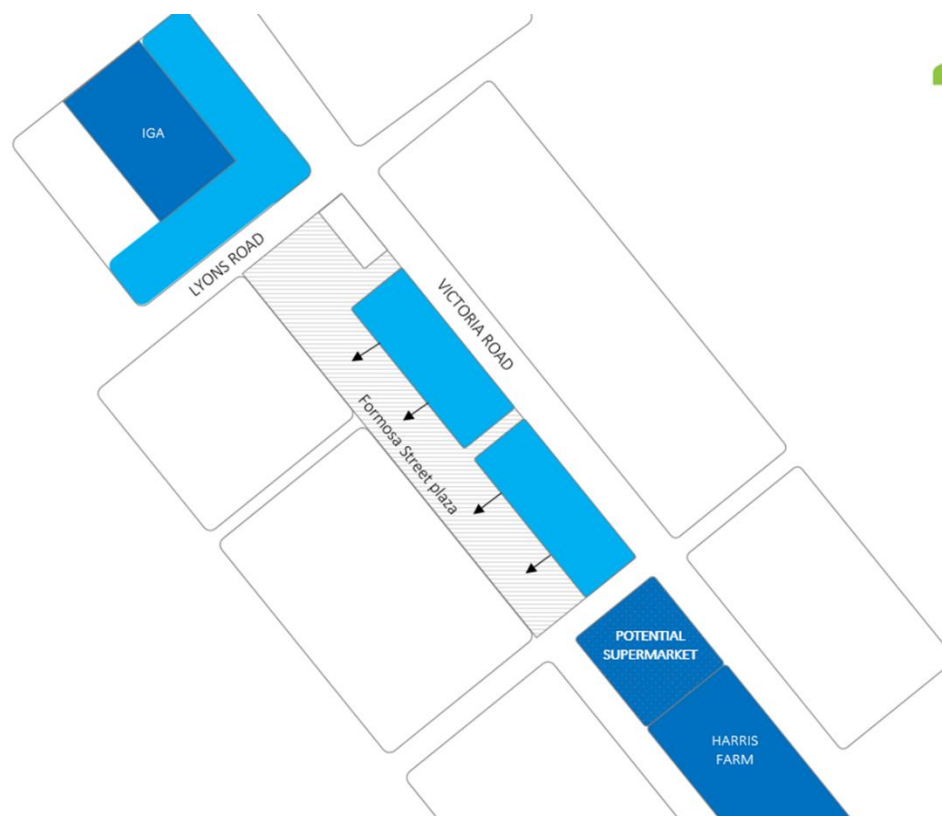 IGA
LYONS ROAD
VICTORIA ROAD
Formosa Street plaza
POTENTIAL
SUPERMARKET
HARRIS
FARM